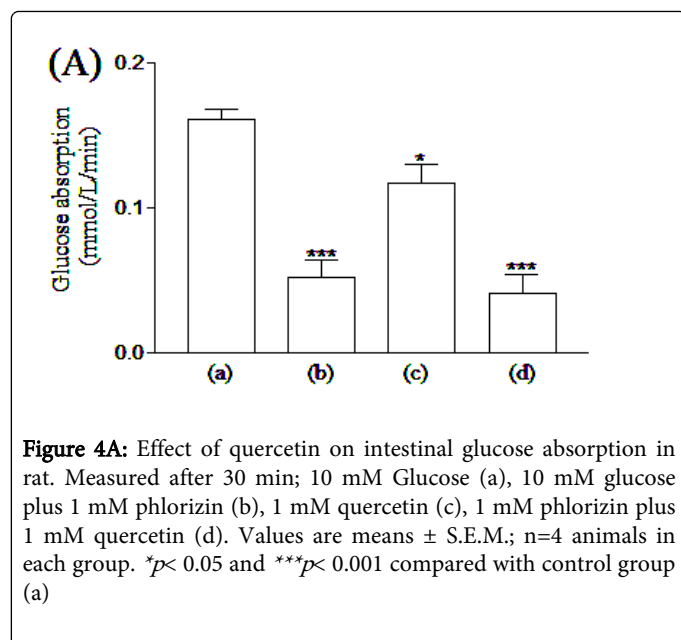 (A)
0.2
0.1
0.0
Glucose absorption
(mmol/L/min)
***
*
***
(a) (b) (c) (d)
Figure 4A: Effect of quercetin on intestinal glucose absorption in
rat. Measured after 30 min; 10 mM Glucose (a), 10 mM glucose
plus 1 mM phlorizin (b), 1 mM quercetin (c), 1 mM phlorizin plus
1 mM quercetin (d). Values are means ± S.E.M.; n=4 animals in
each group. *p< 0.05 and ***p< 0.001 compared with control group
(a)